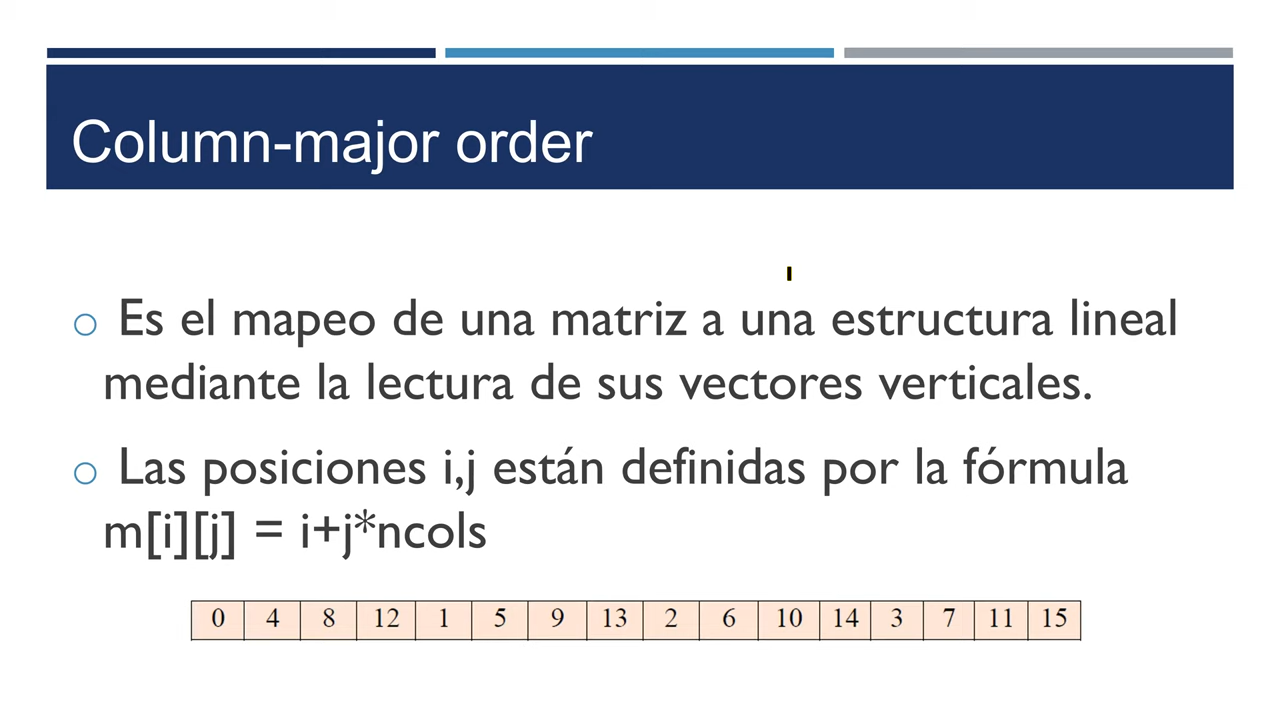 Column-major order
o Es el mapeo de una matriz a una estructura lineal
mediante la lectura de sus vectores verticales.
o Las posiciones i,j están definidas por la fórmula
m[i][j] = i+j*ncols
0 4 8 12 1 5 9 13 2 6 10 14 3 7 11 15